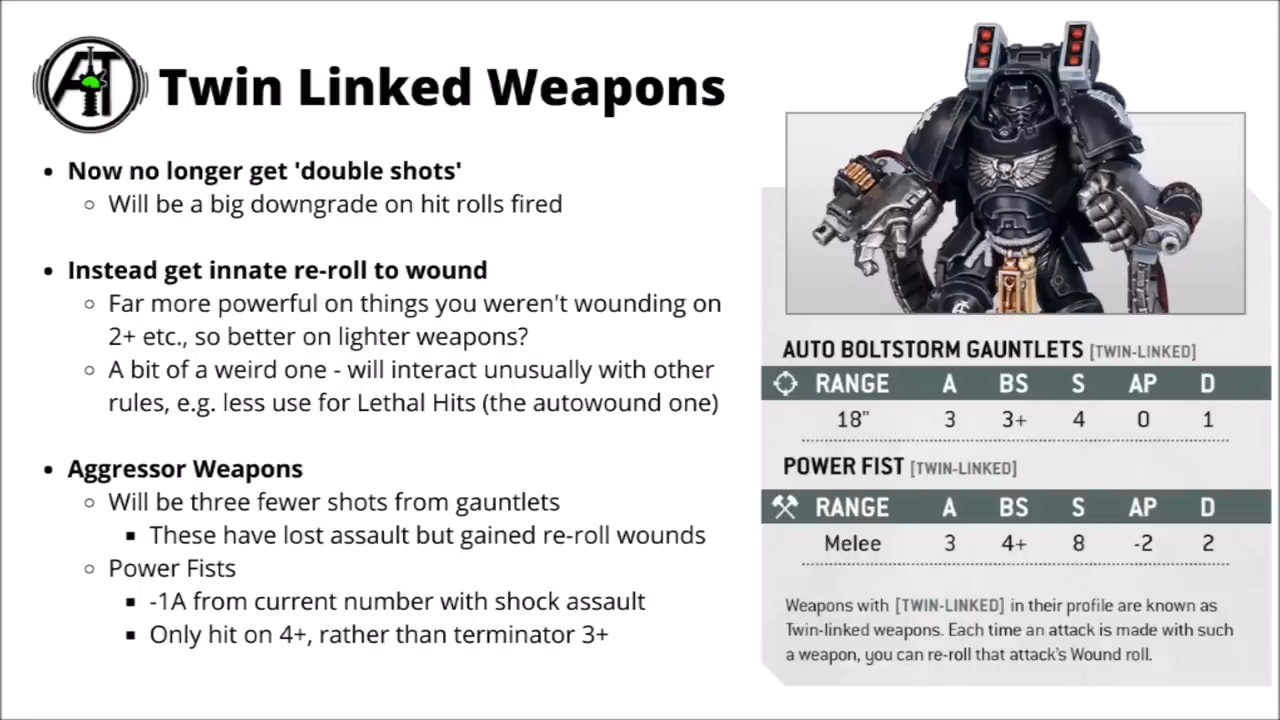 AT
Twin Linked Weapons
• Now no longer get 'double shots'
○ Will be a big downgrade on hit rolls fired
• Instead get innate re-roll to wound
○ Far more powerful on things you weren't wounding on
2+ etc., so better on lighter weapons?
○ A bit of a weird one - will interact unusually with other
rules, e.g. less use for Lethal Hits (the autowound one)
• Aggressor Weapons
○ Will be three fewer shots from gauntlets
▪ These have lost assault but gained re-roll wounds
○ Power Fists
▪ -1A from current number with shock assault
▪ Only hit on 4+, rather than terminator 3+
AUTO BOLTSTORM GAUNTLETS [TWIN-LINKED]
RANGE A BS S AP D
18" 3 3+ 4 0 1
POWER FIST [TWIN-LINKED]
RANGE A BS S AP D
Melee 3 4+ 8 -2 2
Weapons with [TWIN-LINKED] in their profile are known as
Twin-linked weapons. Each time an attack is made with such
a weapon, you can re-roll that attack's Wound roll.